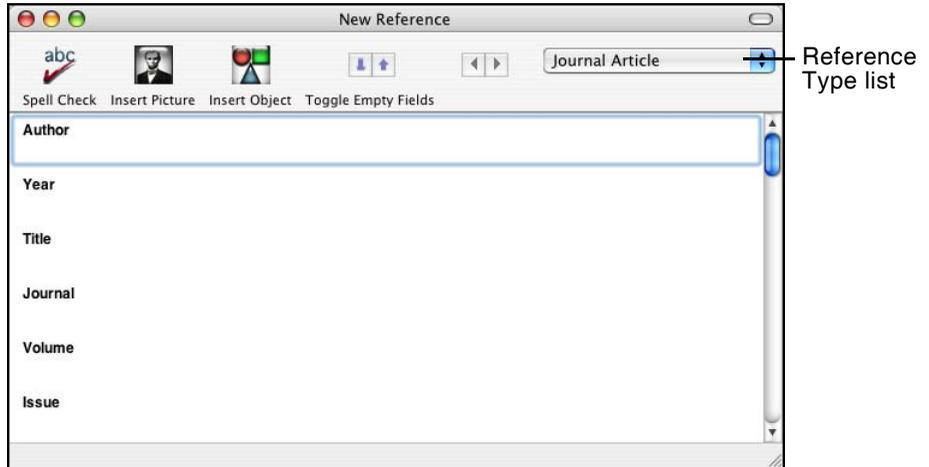 New Reference
abc
Journal Article
Reference
Type list
Spell Check Insert Picture Insert Object Toggle Empty Fields
Author
Year
Title
Journal
Volume
Issue